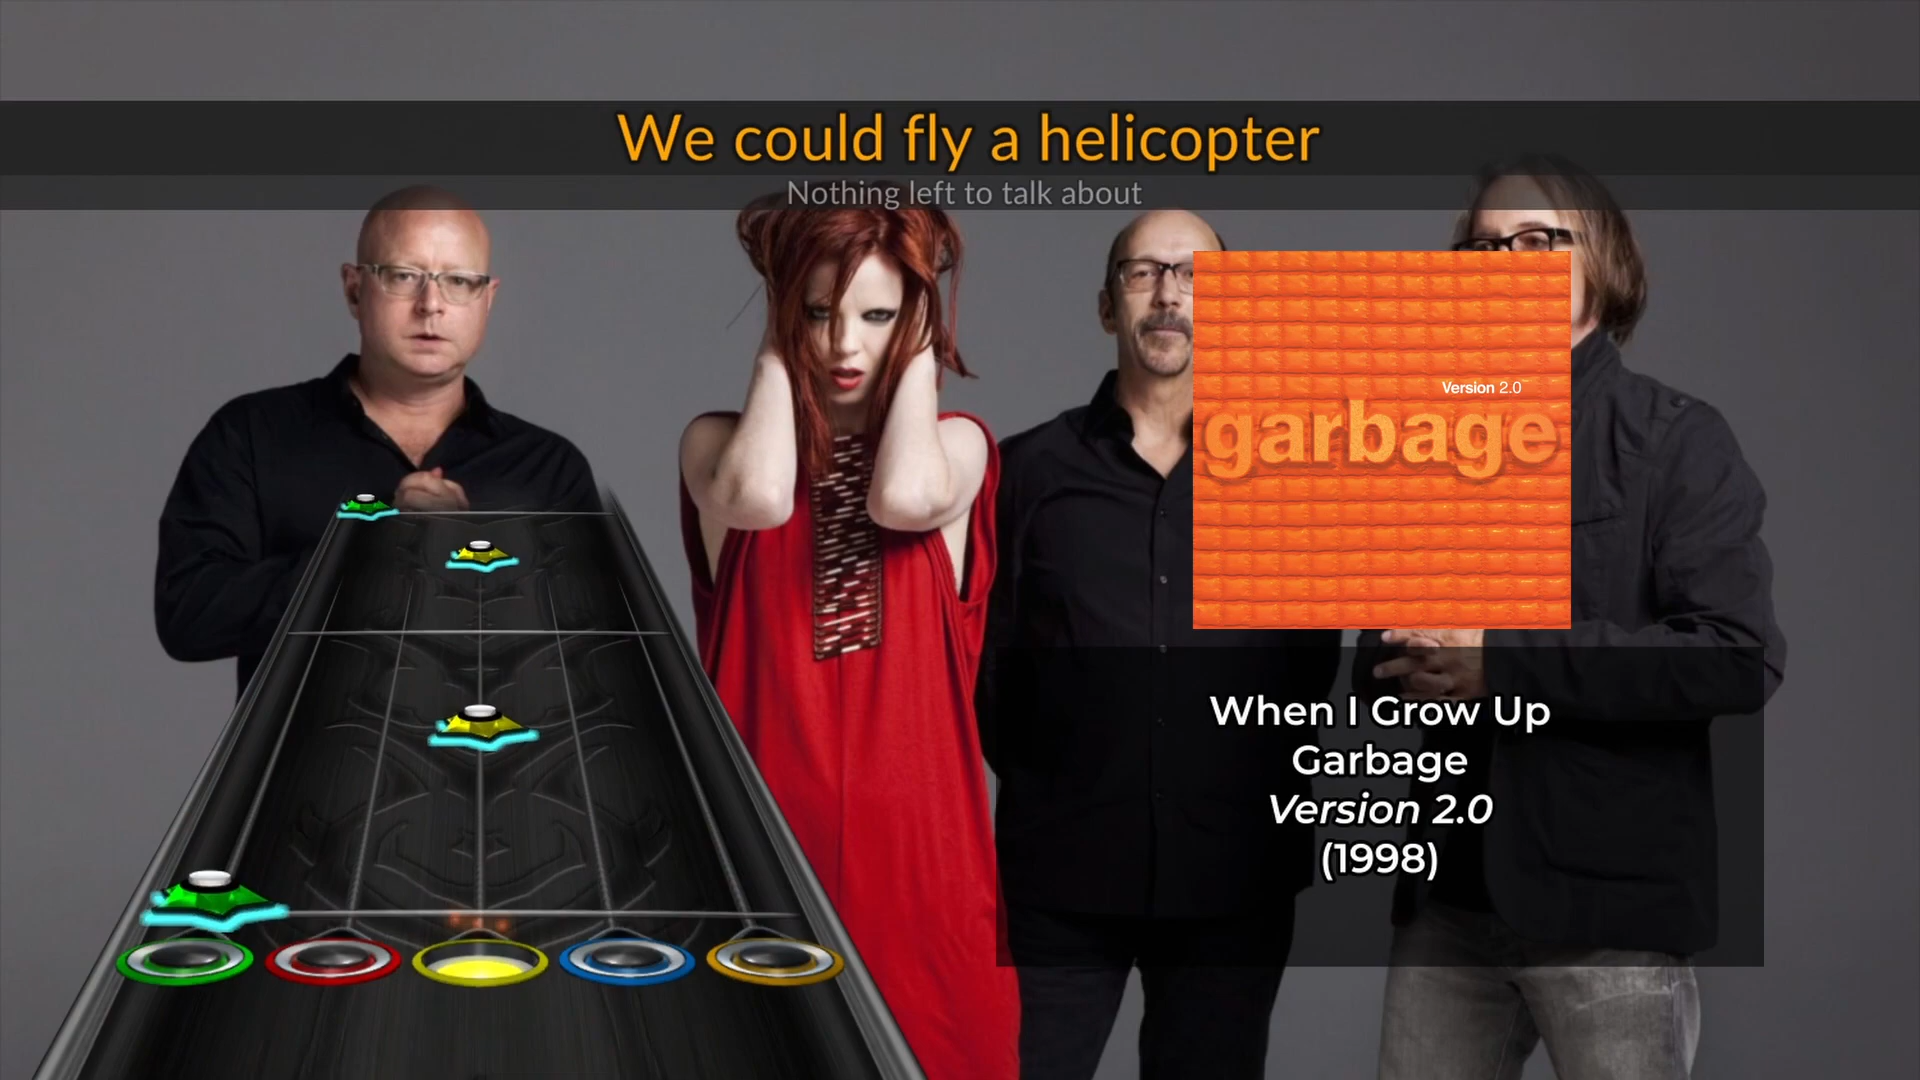 We could fly a helicopter
Nothing left to talk about
Version 2.0
garbage
When I Grow Up
Garbage
Version 2.0
(1998)